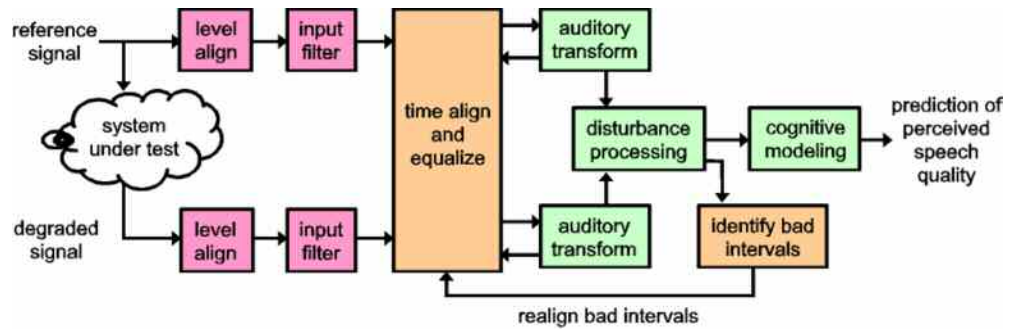 reference
signal
level
align
input
filter
auditory
transform
system
under test
time align
and
equalize
disturbance
processing
cognitive
modeling
prediction of
perceived
speech
quality
degraded
signal
level
align
input
filter
auditory
transform
identify bad
intervals
realign bad intervals